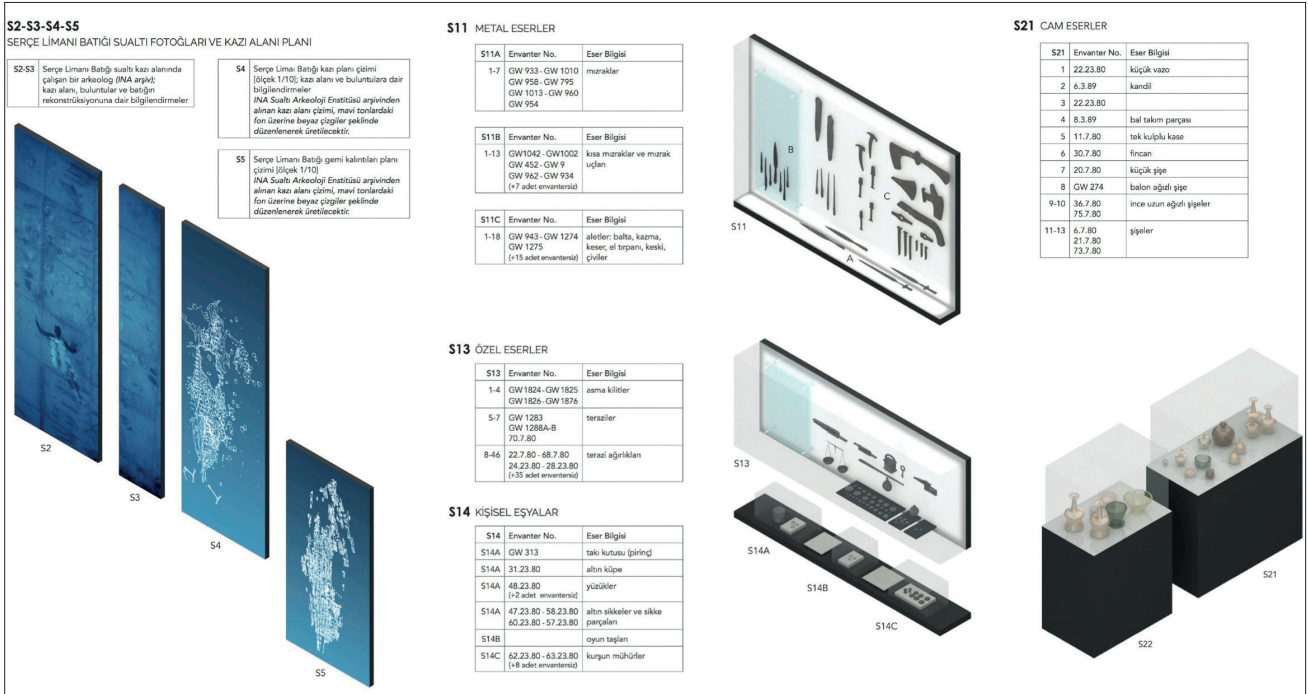 S2-S3-S4-S5
SERÇE LİMANI BATIĞI SUALTI FOTOĞLARI VE KAZI ALANI PLANI
S2-S3 Serçe Limanı Batığı sualtı kazı alanında
çalışan bir arkeolog (INA arşiv);
kazı alanı, buluntular ve batığın
rekonstrüksiyonuna dair bilgilendirmeler
S4 Serçe Limaı Batığı kazı planı çizimi
[ölçek 1/10]; kazı alanı ve buluntulara dair
bilgilendirmeler
INA Sualtı Arkeoloji Enstitüsü arşivinden
alınan kazı alanı çizimi, mavi tonlardaki
fon üzerine beyaz çizgiler şeklinde
düzenlenerek üretilecektir.
S5 Serçe Limanı Batığı gemi kalıntıları planı
çizimi [ölçek 1/10]
INA Sualtı Arkeoloji Enstitüsü arşivinden
alınan kazı alanı çizimi, mavi tonlardaki
fon üzerine beyaz çizgiler şeklinde
düzenlenerek üretilecektir.
S2
S3
S4
S5
S11 METAL ESERLER
S11A Envanter No. Eser Bilgisi
1-7 GW 933 - GW 1010 mızraklar
GW 958 - GW 795
GW 1013 - GW 960
GW 954
S11B Envanter No. Eser Bilgisi
1-13 GW1042 - GW1002 kısa mızraklar ve mızrak
GW 452 - GW 9 uçları
GW 962 - GW 934
(+7 adet envantersiz)
S11C Envanter No. Eser Bilgisi
1-18 GW 943 - GW 1274 aletler: balta, kazma,
GW 1275 keser, el tırpanı, keski,
(+15 adet envantersiz) çiviler
B
C
A
S11
S13 ÖZEL ESERLER
S13 Envanter No. Eser Bilgisi
1-4 GW 1824 - GW 1825 asma kilitler
GW 1826 - GW 1876
5-7 GW 1283 teraziler
GW 1288A-B
70.7.80
8-46 22.7.80 - 68.7.80 terazi ağırlıkları
24.23.80 - 28.23.80
(+35 adet envantersiz)
S13
S14 KİŞİSEL EŞYALAR
S14 Envanter No. Eser Bilgisi
S14A GW 313 takı kutusu (pirinç)
S14A 31.23.80 altın küpe
S14A 48.23.80 yüzükler
(+2 adet envantersiz)
S14A 47.23.80 - 58.23.80 altın sikkeler ve sikke
60.23.80 - 57.23.80 parçaları
S14B oyun taşları
S14C 62.23.80 - 63.23.80 kurşun mühürler
(+8 adet envantersiz)
S14A
S14B
S14C
S21 CAM ESERLER
S21 Envanter No. Eser Bilgisi
1 22.23.80 küçük vazo
2 6.3.89 kandil
3 22.23.80
4 8.3.89 bal takım parçası
5 11.7.80 tek kulplu kase
6 30.7.80 fincan
7 20.7.80 küçük şişe
8 GW 274 balon ağızlı şişe
9-10 36.7.80 ince uzun ağızlı şişeler
75.7.80
11-13 6.7.80 şişeler
21.7.80
73.7.80
S21
S22